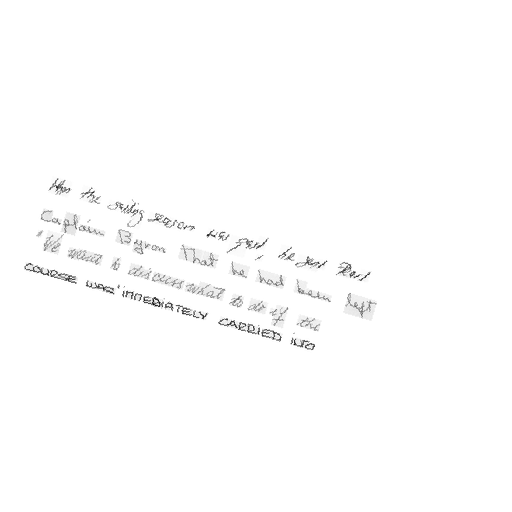 When the sailing season was past he sent Paul
Captain Byron That he had been left
" We want to discuss what to do if the
COURSE WAS IMMEDIATELY CARRIED INTO